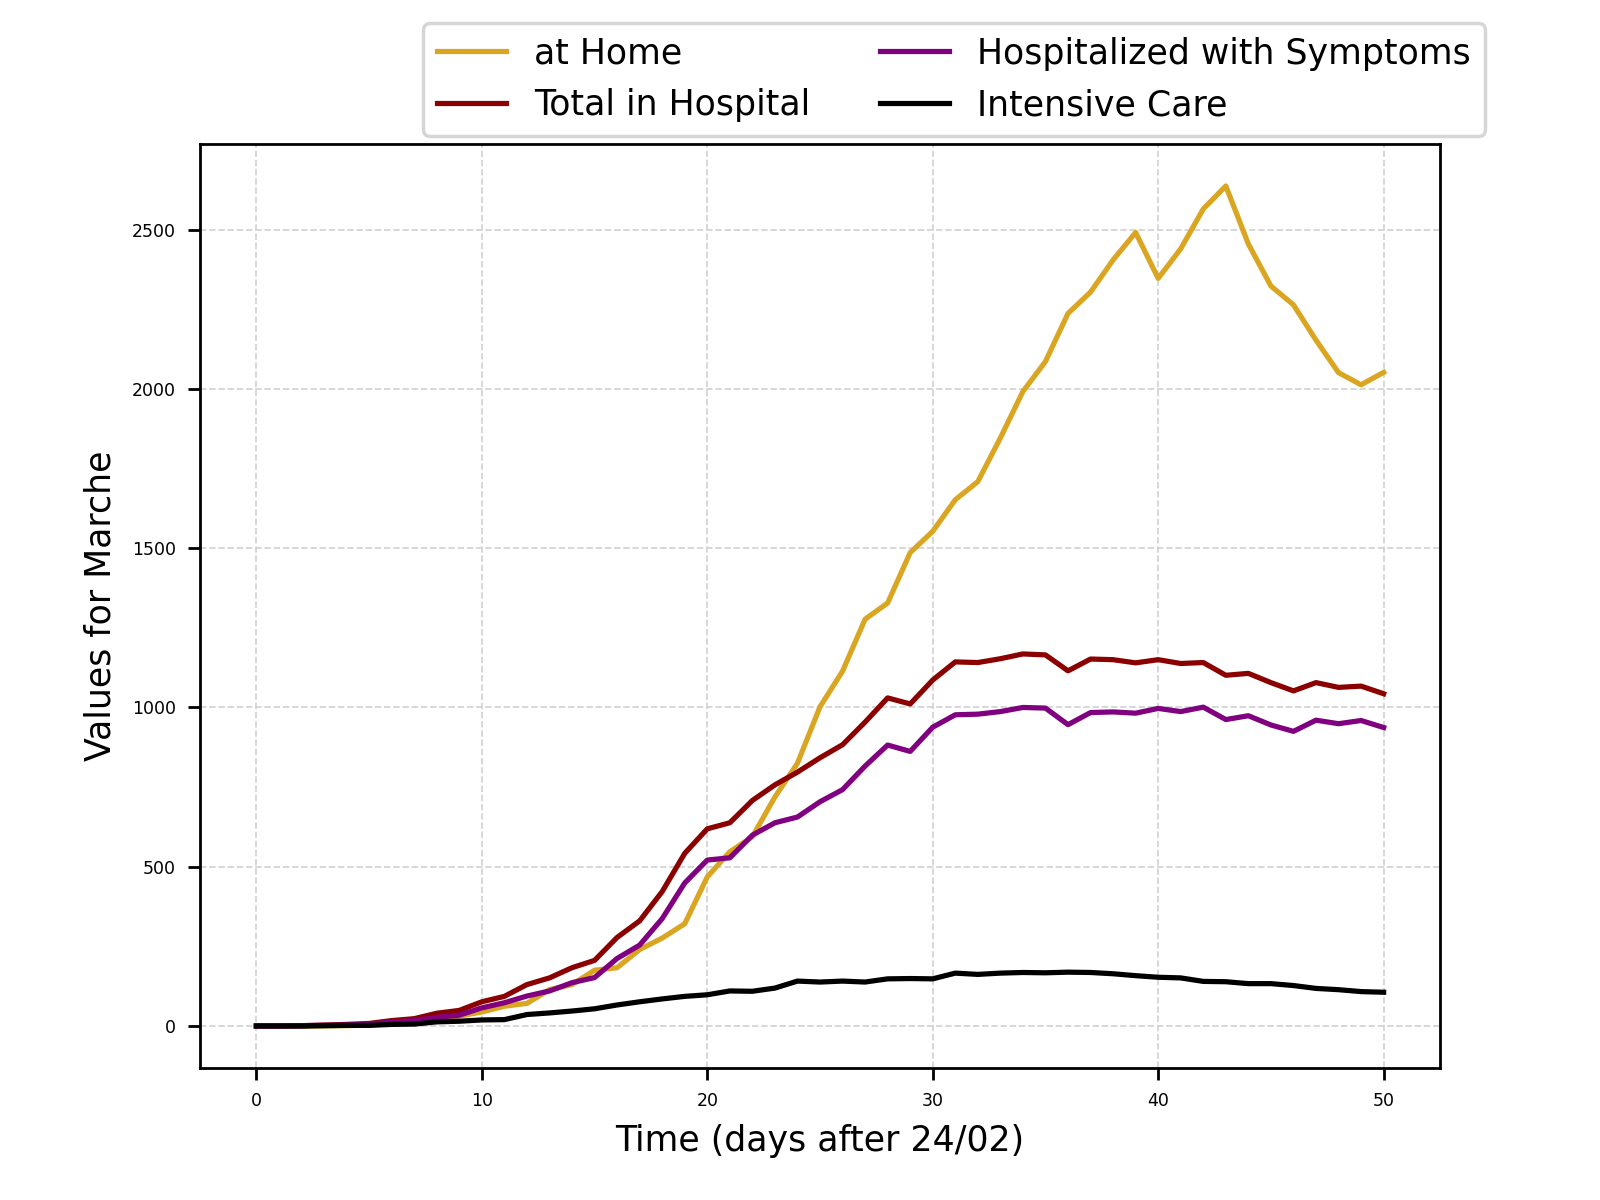 at Home
Total in Hospital
Hospitalized with Symptoms
Intensive Care
Values for Marche
2500
2000
1500
1000
500
0
0 10 20 30 40 50
Time (days after 24/02)